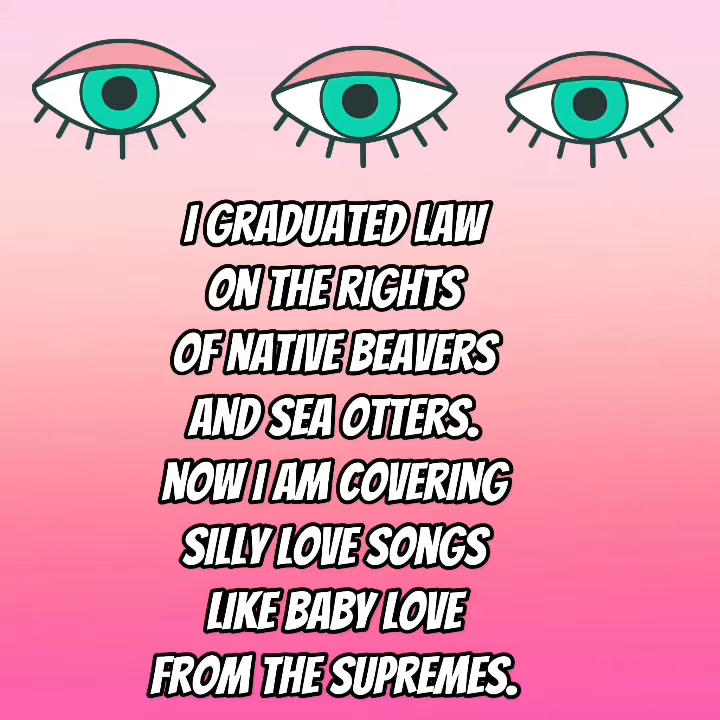 I GRADUATED LAW
ON THE RIGHTS
OF NATIVE BEAVERS
AND SEA OTTERS.
NOW I AM COVERING
SILLY LOVE SONGS
LIKE BABY LOVE
FROM THE SUPREMES.